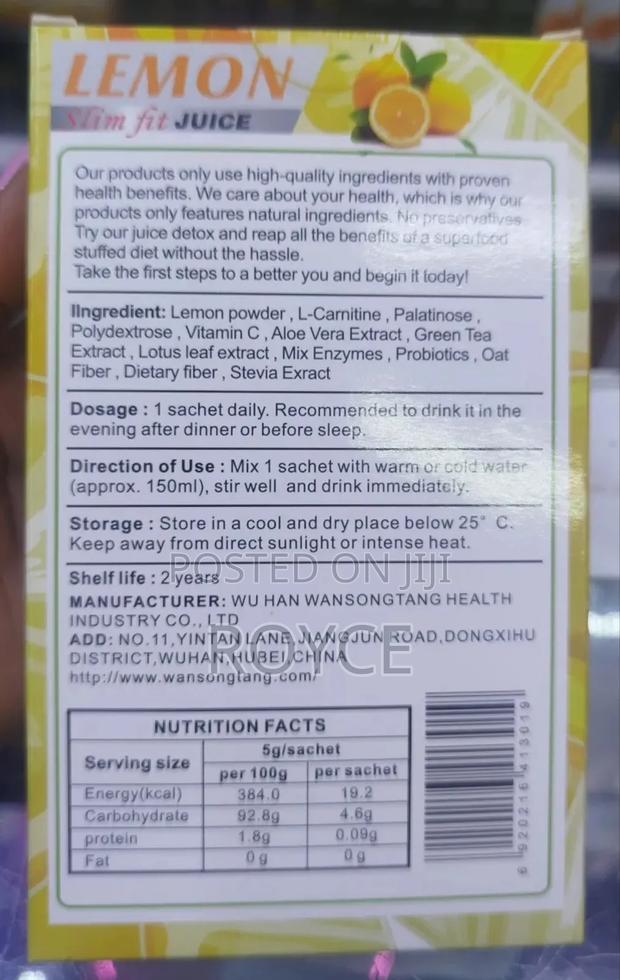 LEMON
Slim fit JUICE
Our products only use high-quality ingredients with proven
health benefits. We care about your health, which is why our
products only features natural ingredients. No preservatives
Try our juice detox and reap all the benefits of a superfood
stuffed diet without the hassle.
Take the first steps to a better you and begin it today!
IIngredient: Lemon powder , L-Carnitine , Palatinose ,
Polydextrose , Vitamin C , Aloe Vera Extract , Green Tea
Extract , Lotus leaf extract , Mix Enzymes , Probiotics , Oat
Fiber , Dietary fiber , Stevia Exract
Dosage : 1 sachet daily. Recommended to drink it in the
evening after dinner or before sleep.
Direction of Use : Mix 1 sachet with warm or cold water
(approx. 150ml), stir well and drink immediately.
Storage : Store in a cool and dry place below 25° C.
Keep away from direct sunlight or intense heat.
POSTED ON JIJI
Shelf life : 2 years
MANUFACTURER: WU HAN WANSONGTANG HEALTH
INDUSTRY CO., LTD
ADD: NO.11,YINTAN LANE,JIANGJUN ROAD,DONGXIHU
ROYCE
DISTRICT,WUHAN,HUBEI,CHINA
http://www.wansongtang.com/
NUTRITION FACTS
Serving size 5g/sachet
per 100g per sachet
Energy(kcal) 384.0 19.2
Carbohydrate 92.8g 4.6g
protein 1.8g 0.09g
Fat 0 g 0 g
6 920216 413019